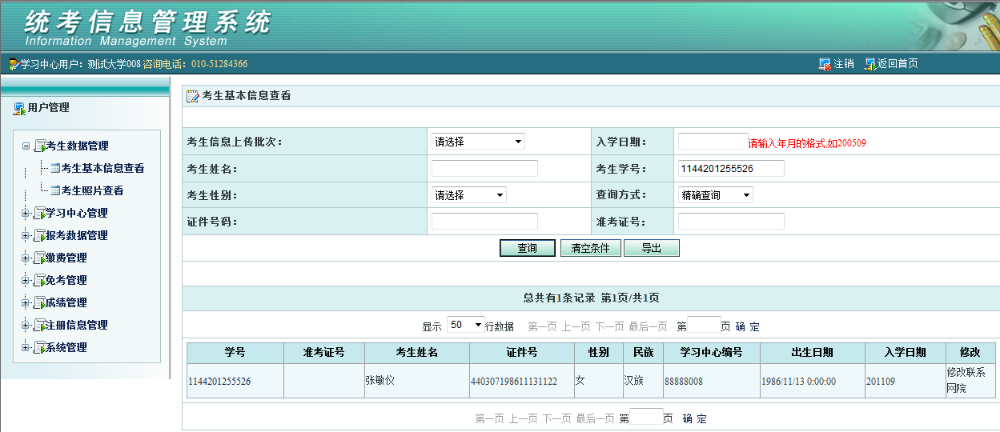 统考信息管理系统
Information Management System
学习中心用户：测试大学008 咨询电话：010-51284366
注销 返回首页
用户管理
考生数据管理
考生基本信息查看
考生照片查看
学习中心管理
报考数据管理
缴费管理
免考管理
成绩管理
注册信息管理
系统管理
考生基本信息查看
考生信息上传批次： 请选择 入学日期： 请输入年月的格式,如200509
考生姓名： 考生学号： 1144201255526
考生性别： 请选择 查询方式： 精确查询
证件号码： 准考证号：
查询 清空条件 导出
总共有1条记录 第1页/共1页
显示 50 行数据 第一页 上一页 下一页 最后一页 第 页 确 定
学号 准考证号 考生姓名 证件号 性别 民族 学习中心编号 出生日期 入学日期 修改
1144201255526 张敏仪 440307198611131122 女 汉族 88888008 1986/11/13 0:00:00 201109 修改联系
网院
第一页 上一页 下一页 最后一页 第 页 确 定